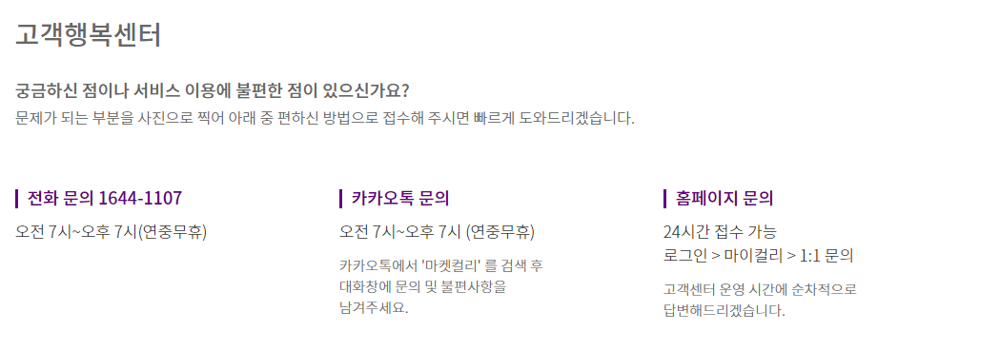 고객행복센터
궁금하신 점이나 서비스 이용에 불편한 점이 있으신가요?
문제가 되는 부분을 사진으로 찍어 아래 중 편하신 방법으로 접수해 주시면 빠르게 도와드리겠습니다.
전화 문의 1644-1107
오전 7시~오후 7시(연중무휴)
카카오톡 문의
오전 7시~오후 7시 (연중무휴)
카카오톡에서 '마켓컬리' 를 검색 후
대화창에 문의 및 불편사항을
남겨주세요.
홈페이지 문의
24시간 접수 가능
로그인 > 마이컬리 > 1:1 문의
고객센터 운영 시간에 순차적으로
답변해드리겠습니다.